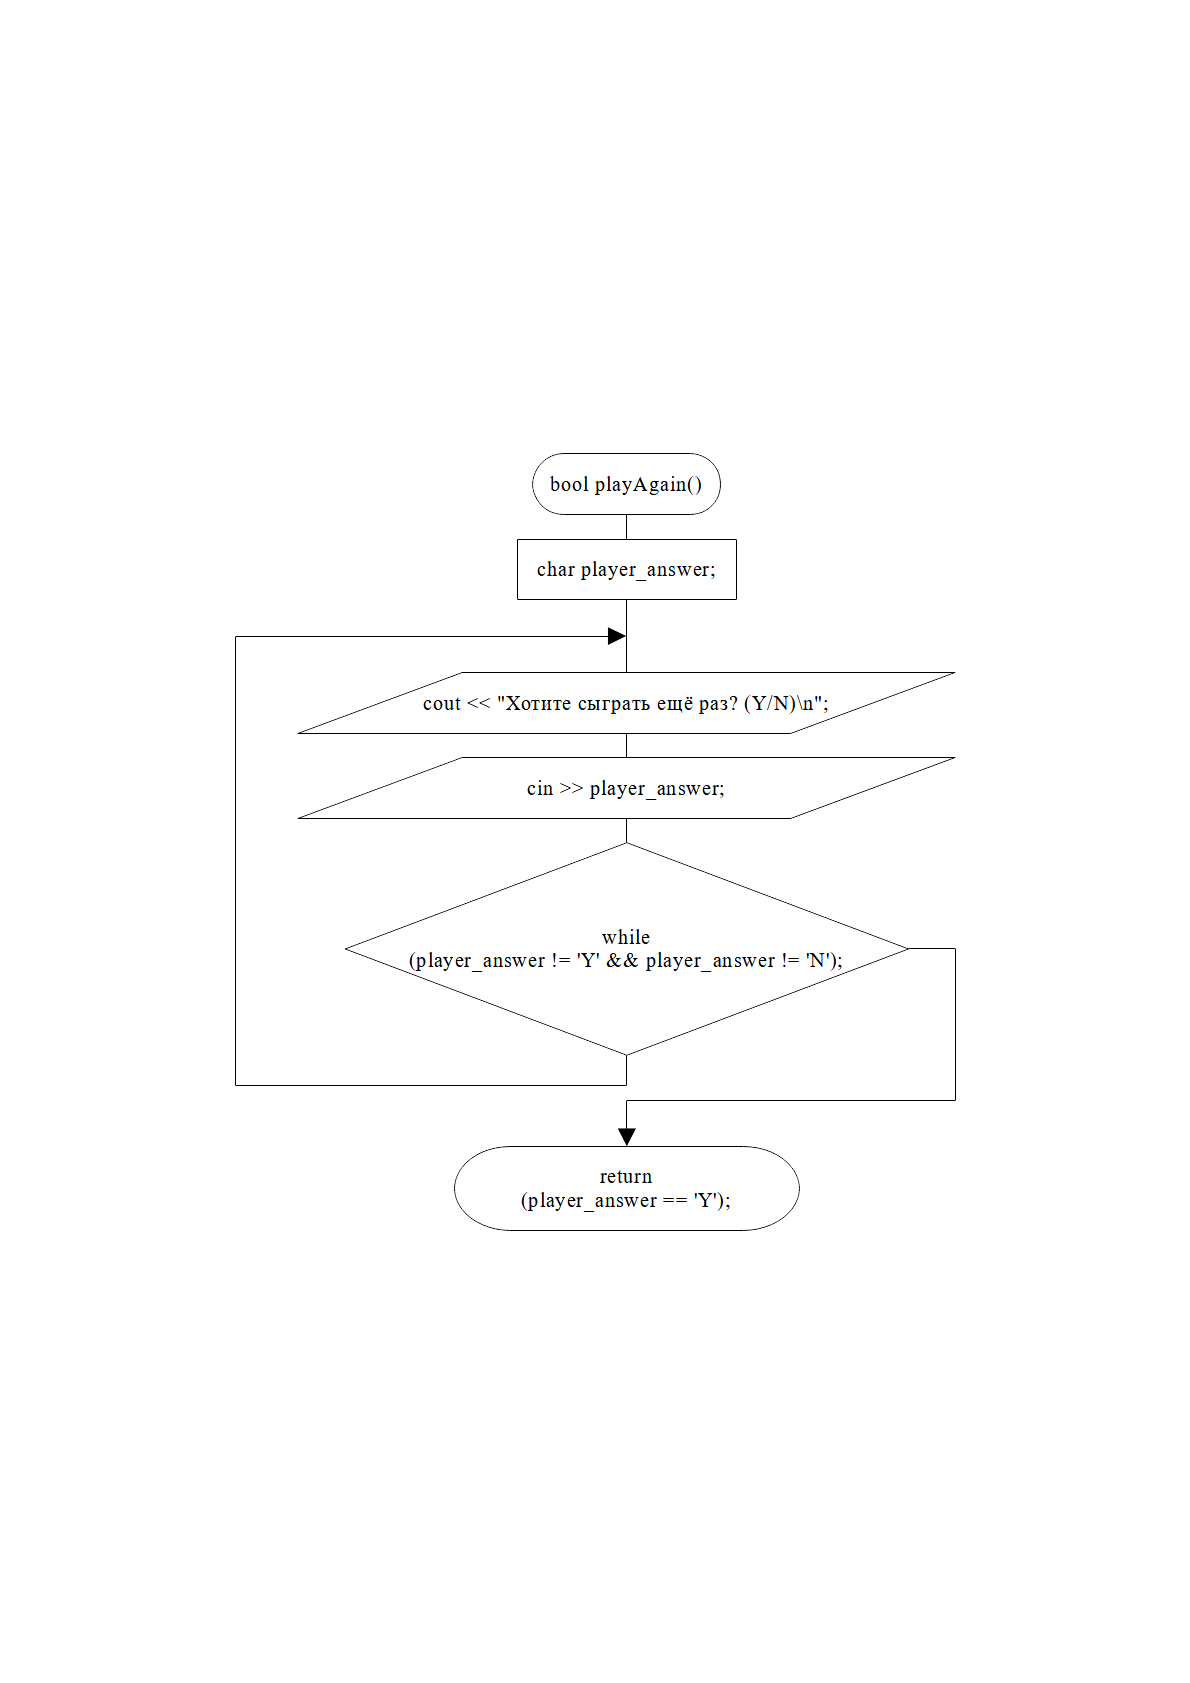 bool playAgain()
char player_answer;
cout << "Хотите сыграть ещё раз? (Y/N)\n";
cin >> player_answer;
while
(player_answer != 'Y' && player_answer != 'N');
return
(player_answer == 'Y');